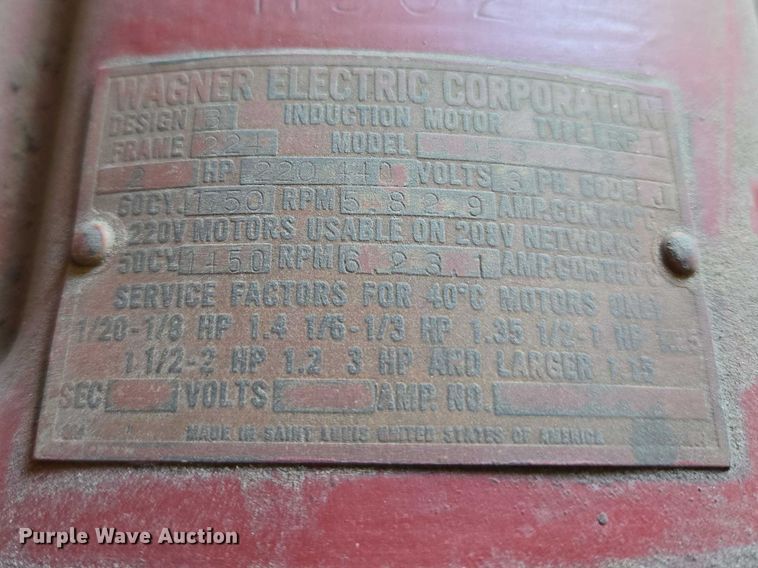 WAGNER ELECTRIC CORPORATION
DESIGN B INDUCTION MOTOR TYPE
FRAME 224 MODEL
2 HP 220 440 VOLTS 3 PH. CODE J
60CY. RPM 5.8 2.9 AMP.CONT.40°C
220V MOTORS USABLE ON 208V NETWORKS
50CY. 1450 RPM 6.2 3.1 AMP.CONT.50°C
SERVICE FACTORS FOR 40°C MOTORS ONLY
1/20-1/8 HP 1.4 1/6-1/3 HP 1.35 1/2-1 HP
1 1/2-2 HP 1.2 3 HP AND LARGER 1.15
SEC. VOLTS AMP. NO.
MADE IN SAINT LOUIS UNITED STATES OF AMERICA
Purple Wave Auction